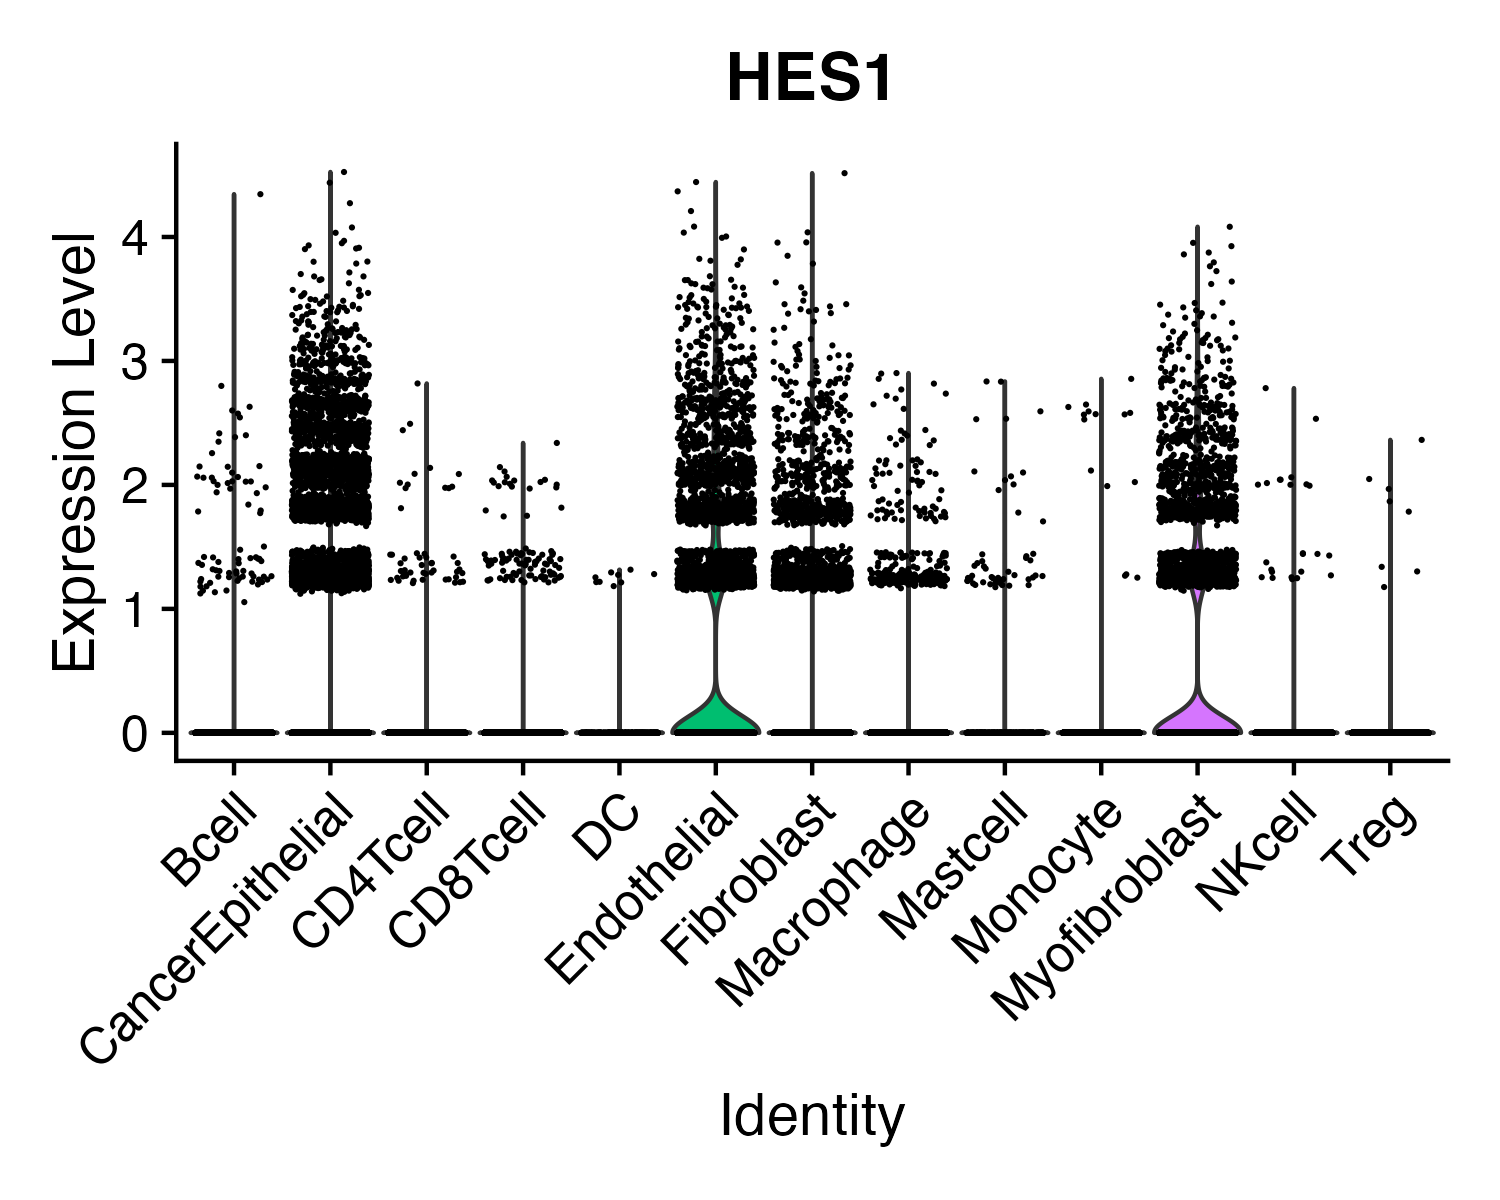 HES1
Expression Level
4
3
2
1
0
Bcell
CancerEpithelial
CD4Tcell
CD8Tcell
DC
Endothelial
Fibroblast
Macrophage
Mastcell
Monocyte
Myofibroblast
NKcell
Treg
Identity